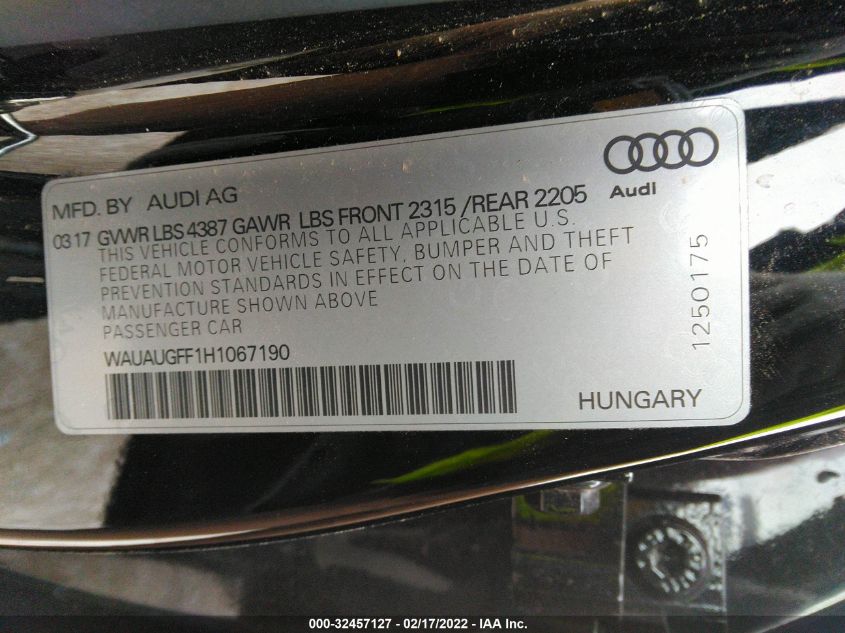 Audi
MFD. BY AUDI AG
0317 GVWR LBS 4387 GAWR LBS FRONT 2315 /REAR 2205
THIS VEHICLE CONFORMS TO ALL APPLICABLE U.S.
FEDERAL MOTOR VEHICLE SAFETY, BUMPER AND THEFT
PREVENTION STANDARDS IN EFFECT ON THE DATE OF
MANUFACTURE SHOWN ABOVE
PASSENGER CAR
WAUAUGFF1H1067190
HUNGARY
1250175
000-32457127 - 02/17/2022 - IAAI.com